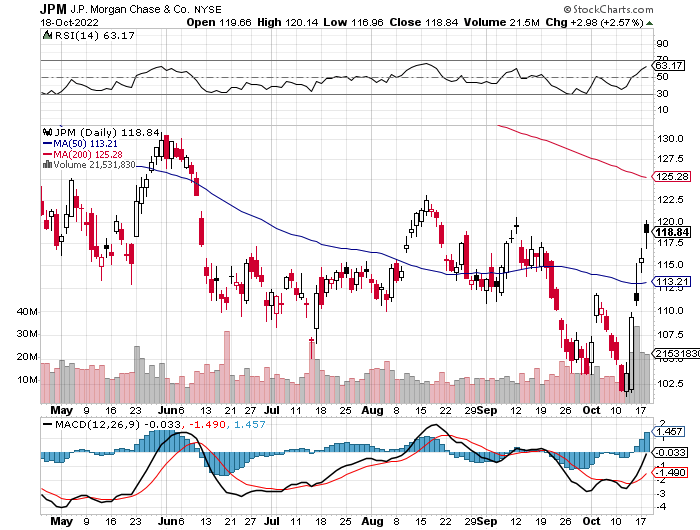 JPM J.P. Morgan Chase & Co. NYSE © StockCharts.com
18-Oct-2022 Open 119.66 High 120.14 Low 116.96 Close 118.84 Volume 21.5M Chg +2.98 (+2.57%)
RSI(14) 63.17
90
70
63.17
50
30
10
JPM (Daily) 118.84
MA(50) 113.21
MA(200) 125.28
Volume 21,531,830
130.0
127.5
125.28
122.5
120.0
118.84
117.5
115.0
113.21
110.0
107.5
105.0
102.5
40M
30M
20M
10M
21531830
May 9 16 23 Jun 6 13 21 27 Jul 11 18 25 Aug 8 15 22 29 Sep 12 19 26 Oct 10 17
MACD(12,26,9) -0.033, -1.490, 1.457
2
1.457
-0.033
-1.490
-2
-3
-4
May 9 16 23 Jun 6 13 21 27 Jul 11 18 25 Aug 8 15 22 29 Sep 12 19 26 Oct 10 17